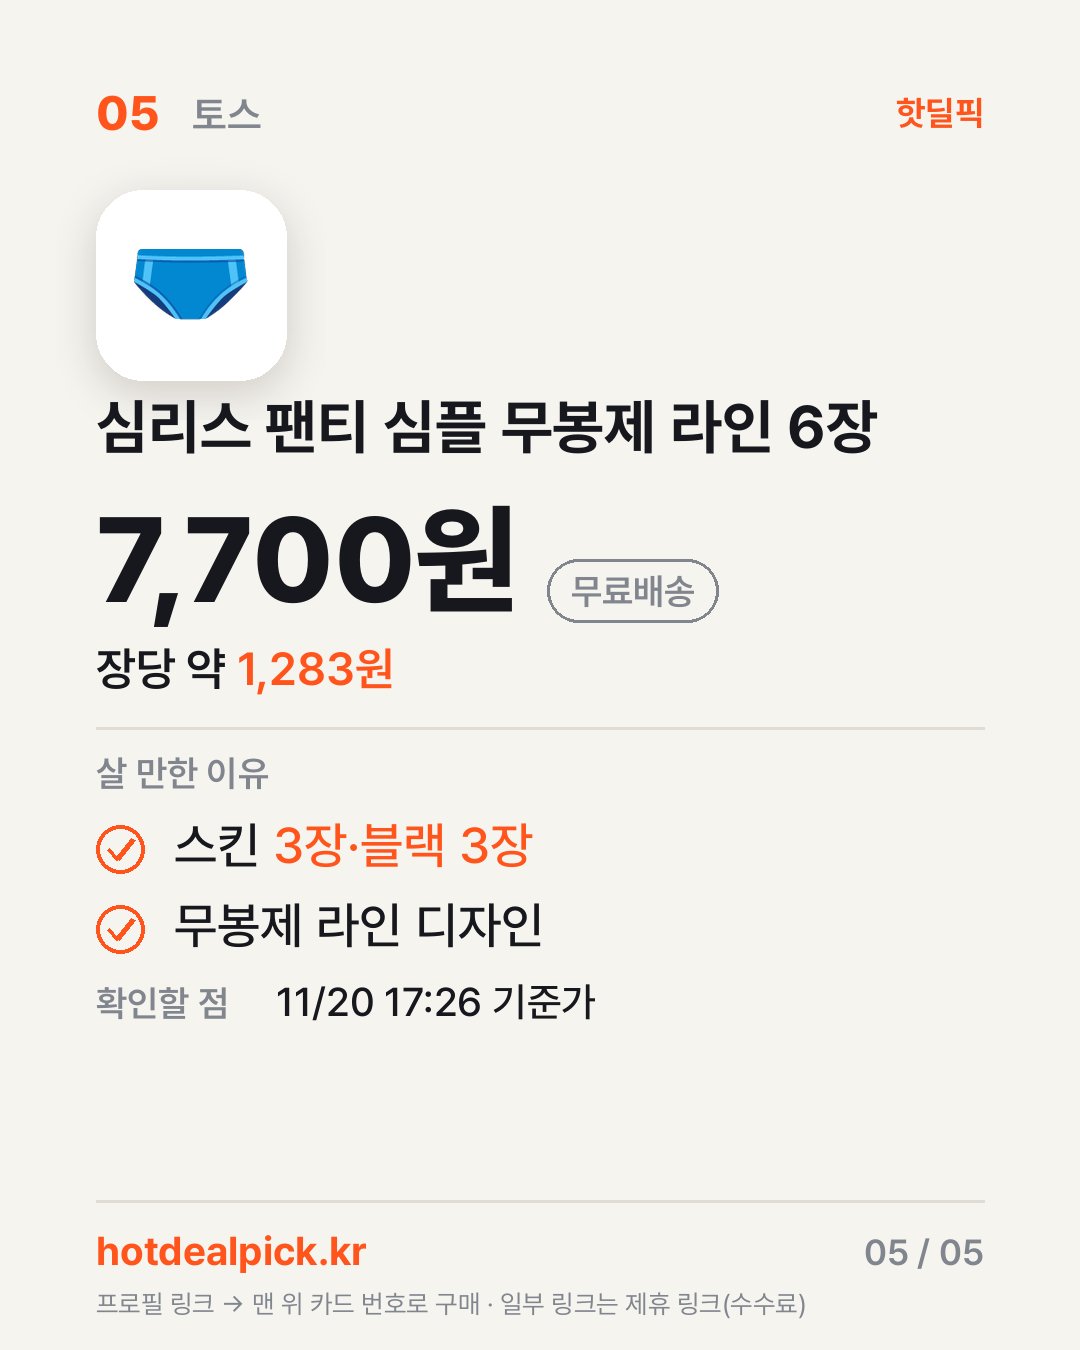 05 토스 핫딜픽
심리스 팬티 심플 무봉제 라인 6장
7,700원 무료배송
장당 약 1,283원
살 만한 이유
스킨 3장·블랙 3장
무봉제 라인 디자인
확인할 점 11/20 17:26 기준가
hotdealpick.kr 05 / 05
프로필 링크 → 맨 위 카드 번호로 구매 · 일부 링크는 제휴 링크(수수료)